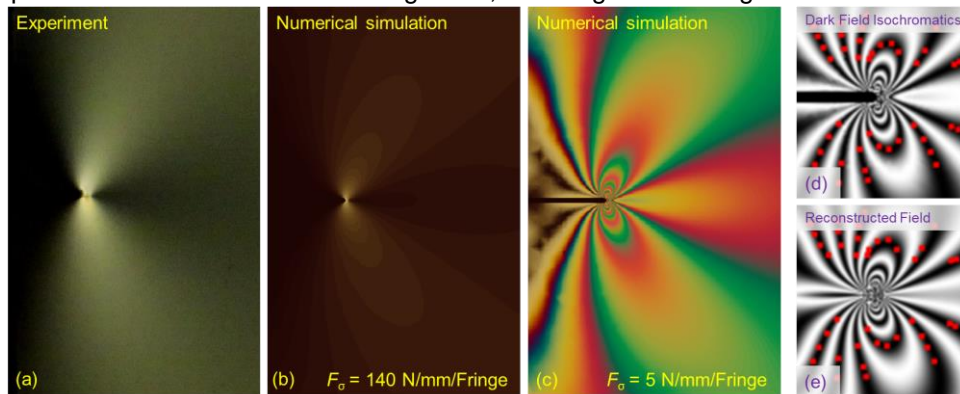 Experiment
Numerical simulation
Numerical simulation
Dark Field Isochromatics
(a)
(b) Fσ = 140 N/mm/Fringe
(c) Fσ = 5 N/mm/Fringe
(d)
Reconstructed Field
(e)